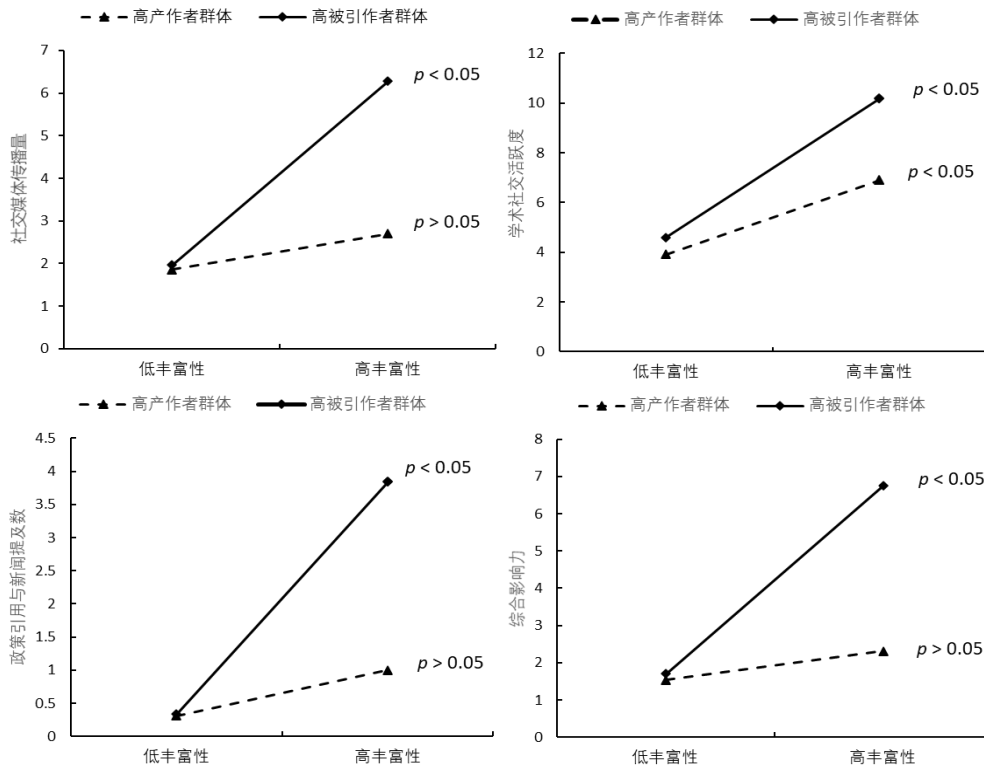 高产作者群体 高被引作者群体
7
6
5
4
3
2
1
0
社交媒体传播量
p < 0.05
p > 0.05
低丰富性 高丰富性
高产作者群体 高被引作者群体
12
10
8
6
4
2
0
学术社交活跃度
p < 0.05
p < 0.05
低丰富性 高丰富性
高产作者群体 高被引作者群体
4.5
4
3.5
3
2.5
2
1.5
1
0.5
0
政策引用与新闻提及数
p < 0.05
p > 0.05
低丰富性 高丰富性
高产作者群体 高被引作者群体
8
7
6
5
4
3
2
1
0
综合影响力
p < 0.05
p > 0.05
低丰富性 高丰富性